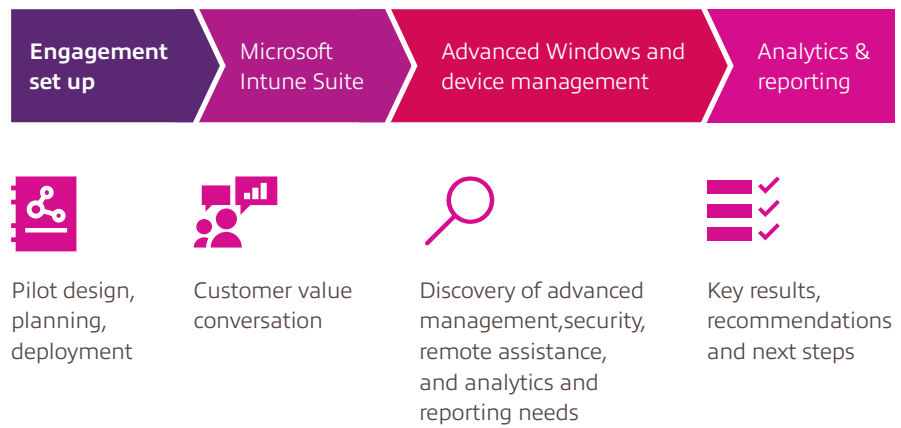 Engagement
set up
Microsoft
Intune Suite
Advanced Windows and
device management
Analytics &
reporting
Pilot design,
planning,
deployment
Customer value
conversation
Discovery of advanced
management,security,
remote assistance,
and analytics and
reporting needs
Key results,
recommendations
and next steps